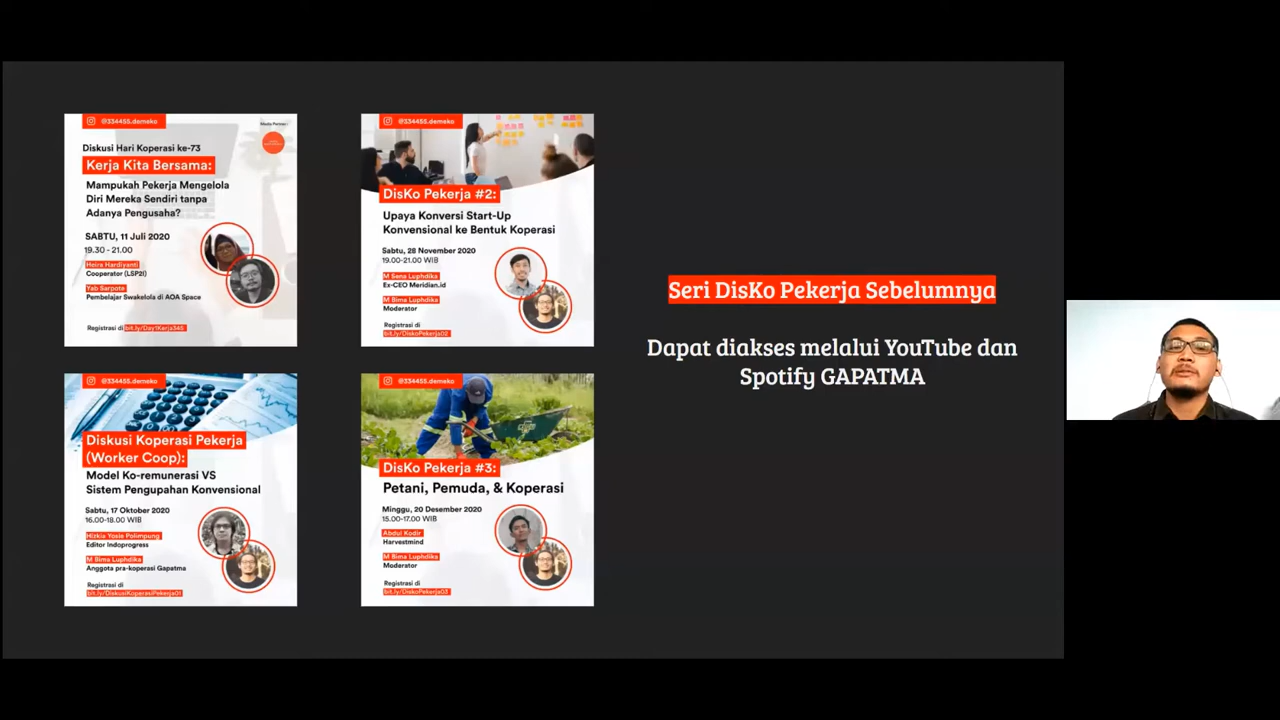 @334455.demeko
Media Partner:
Diskusi Hari Koperasi ke-73
Kerja Kita Bersama:
Mampukah Pekerja Mengelola
Diri Mereka Sendiri tanpa
Adanya Pengusaha?
SABTU, 11 Juli 2020
19.30 - 21.00
Heira Hardiyanti
Cooperator (LSP2I)
Yab Sarpote
Pembelajar Swakelola di AOA Space
Registrasi di bit.ly/Day1Kerja345
@334455.demeko
DisKo Pekerja #2:
Upaya Konversi Start-Up
Konvensional ke Bentuk Koperasi
Sabtu, 28 November 2020
19.00-21.00 WIB
M Sena Luphdika
Ex-CEO Meridian.id
M Bima Luphdika
Moderator
Registrasi di
bit.ly/DiskoPekerja02
@334455.demeko
Diskusi Koperasi Pekerja
(Worker Coop):
Model Ko-remunerasi VS
Sistem Pengupahan Konvensional
Sabtu, 17 Oktober 2020
16.00-18.00 WIB
Hizkia Yosie Polimpung
Editor Indoprogress
M Bima Luphdika
Anggota pra-koperasi Gapatma
Registrasi di
bit.ly/DiskusiKoperasiPekerja01
@334455.demeko
DisKo Pekerja #3:
Petani, Pemuda, & Koperasi
Minggu, 20 Desember 2020
15.00-17.00 WIB
Abdul Kodir
Harvestmind
M Bima Luphdika
Moderator
Registrasi di
bit.ly/DiskoPekerja03
Seri DisKo Pekerja Sebelumnya
Dapat diakses melalui YouTube dan
Spotify GAPATMA